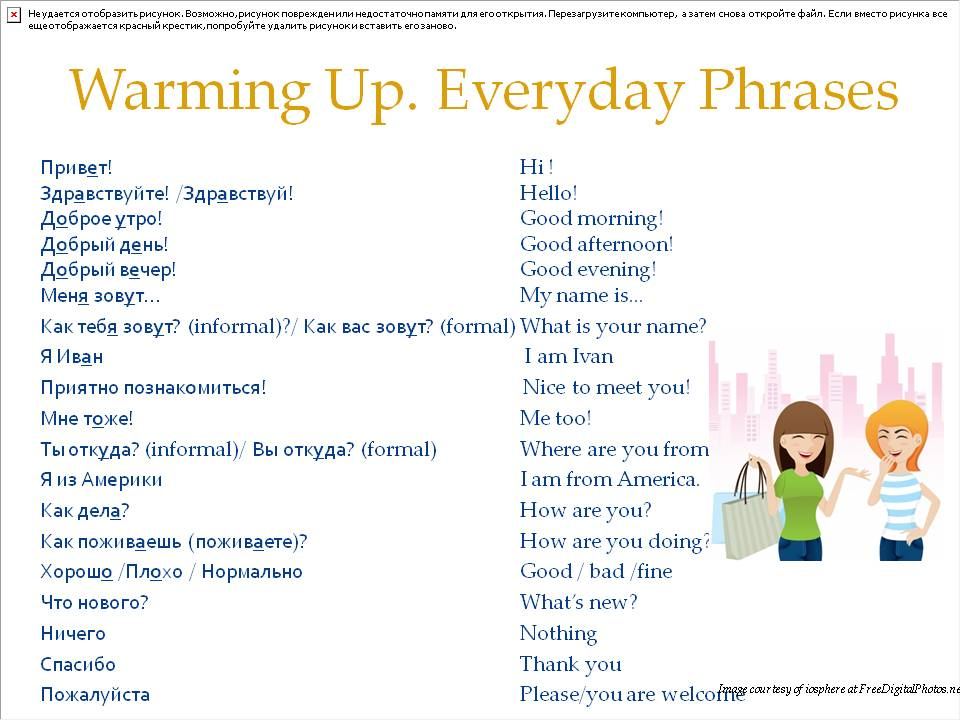 Не удается отобразить рисунок. Возможно, рисунок поврежден или недостаточно памяти для его открытия. Перезагрузите компьютер, а затем снова откройте файл. Если вместо рисунка все
еще отображается красный крестик, попробуйте удалить рисунок и вставить его заново.
Warming Up. Everyday Phrases
Привет! Hi !
Здравствуйте! /Здравствуй! Hello!
Доброе утро! Good morning!
Добрый день! Good afternoon!
Добрый вечер! Good evening!
Меня зовут… My name is…
Как тебя зовут? (informal)?/ Как вас зовут? (formal) What is your name?
Я Иван I am Ivan
Приятно познакомиться! Nice to meet you!
Мне тоже! Me too!
Ты откуда? (informal)/ Вы откуда? (formal) Where are you from
Я из Америки I am from America.
Как дела? How are you?
Как поживаешь (поживаете)? How are you doing?
Хорошо /Плохо / Нормально Good / bad /fine
Что нового? What's new?
Ничего Nothing
Спасибо Thank you
Пожалуйста Please/you are welcome
Image courtesy of iosphere at FreeDigitalPhotos.ne